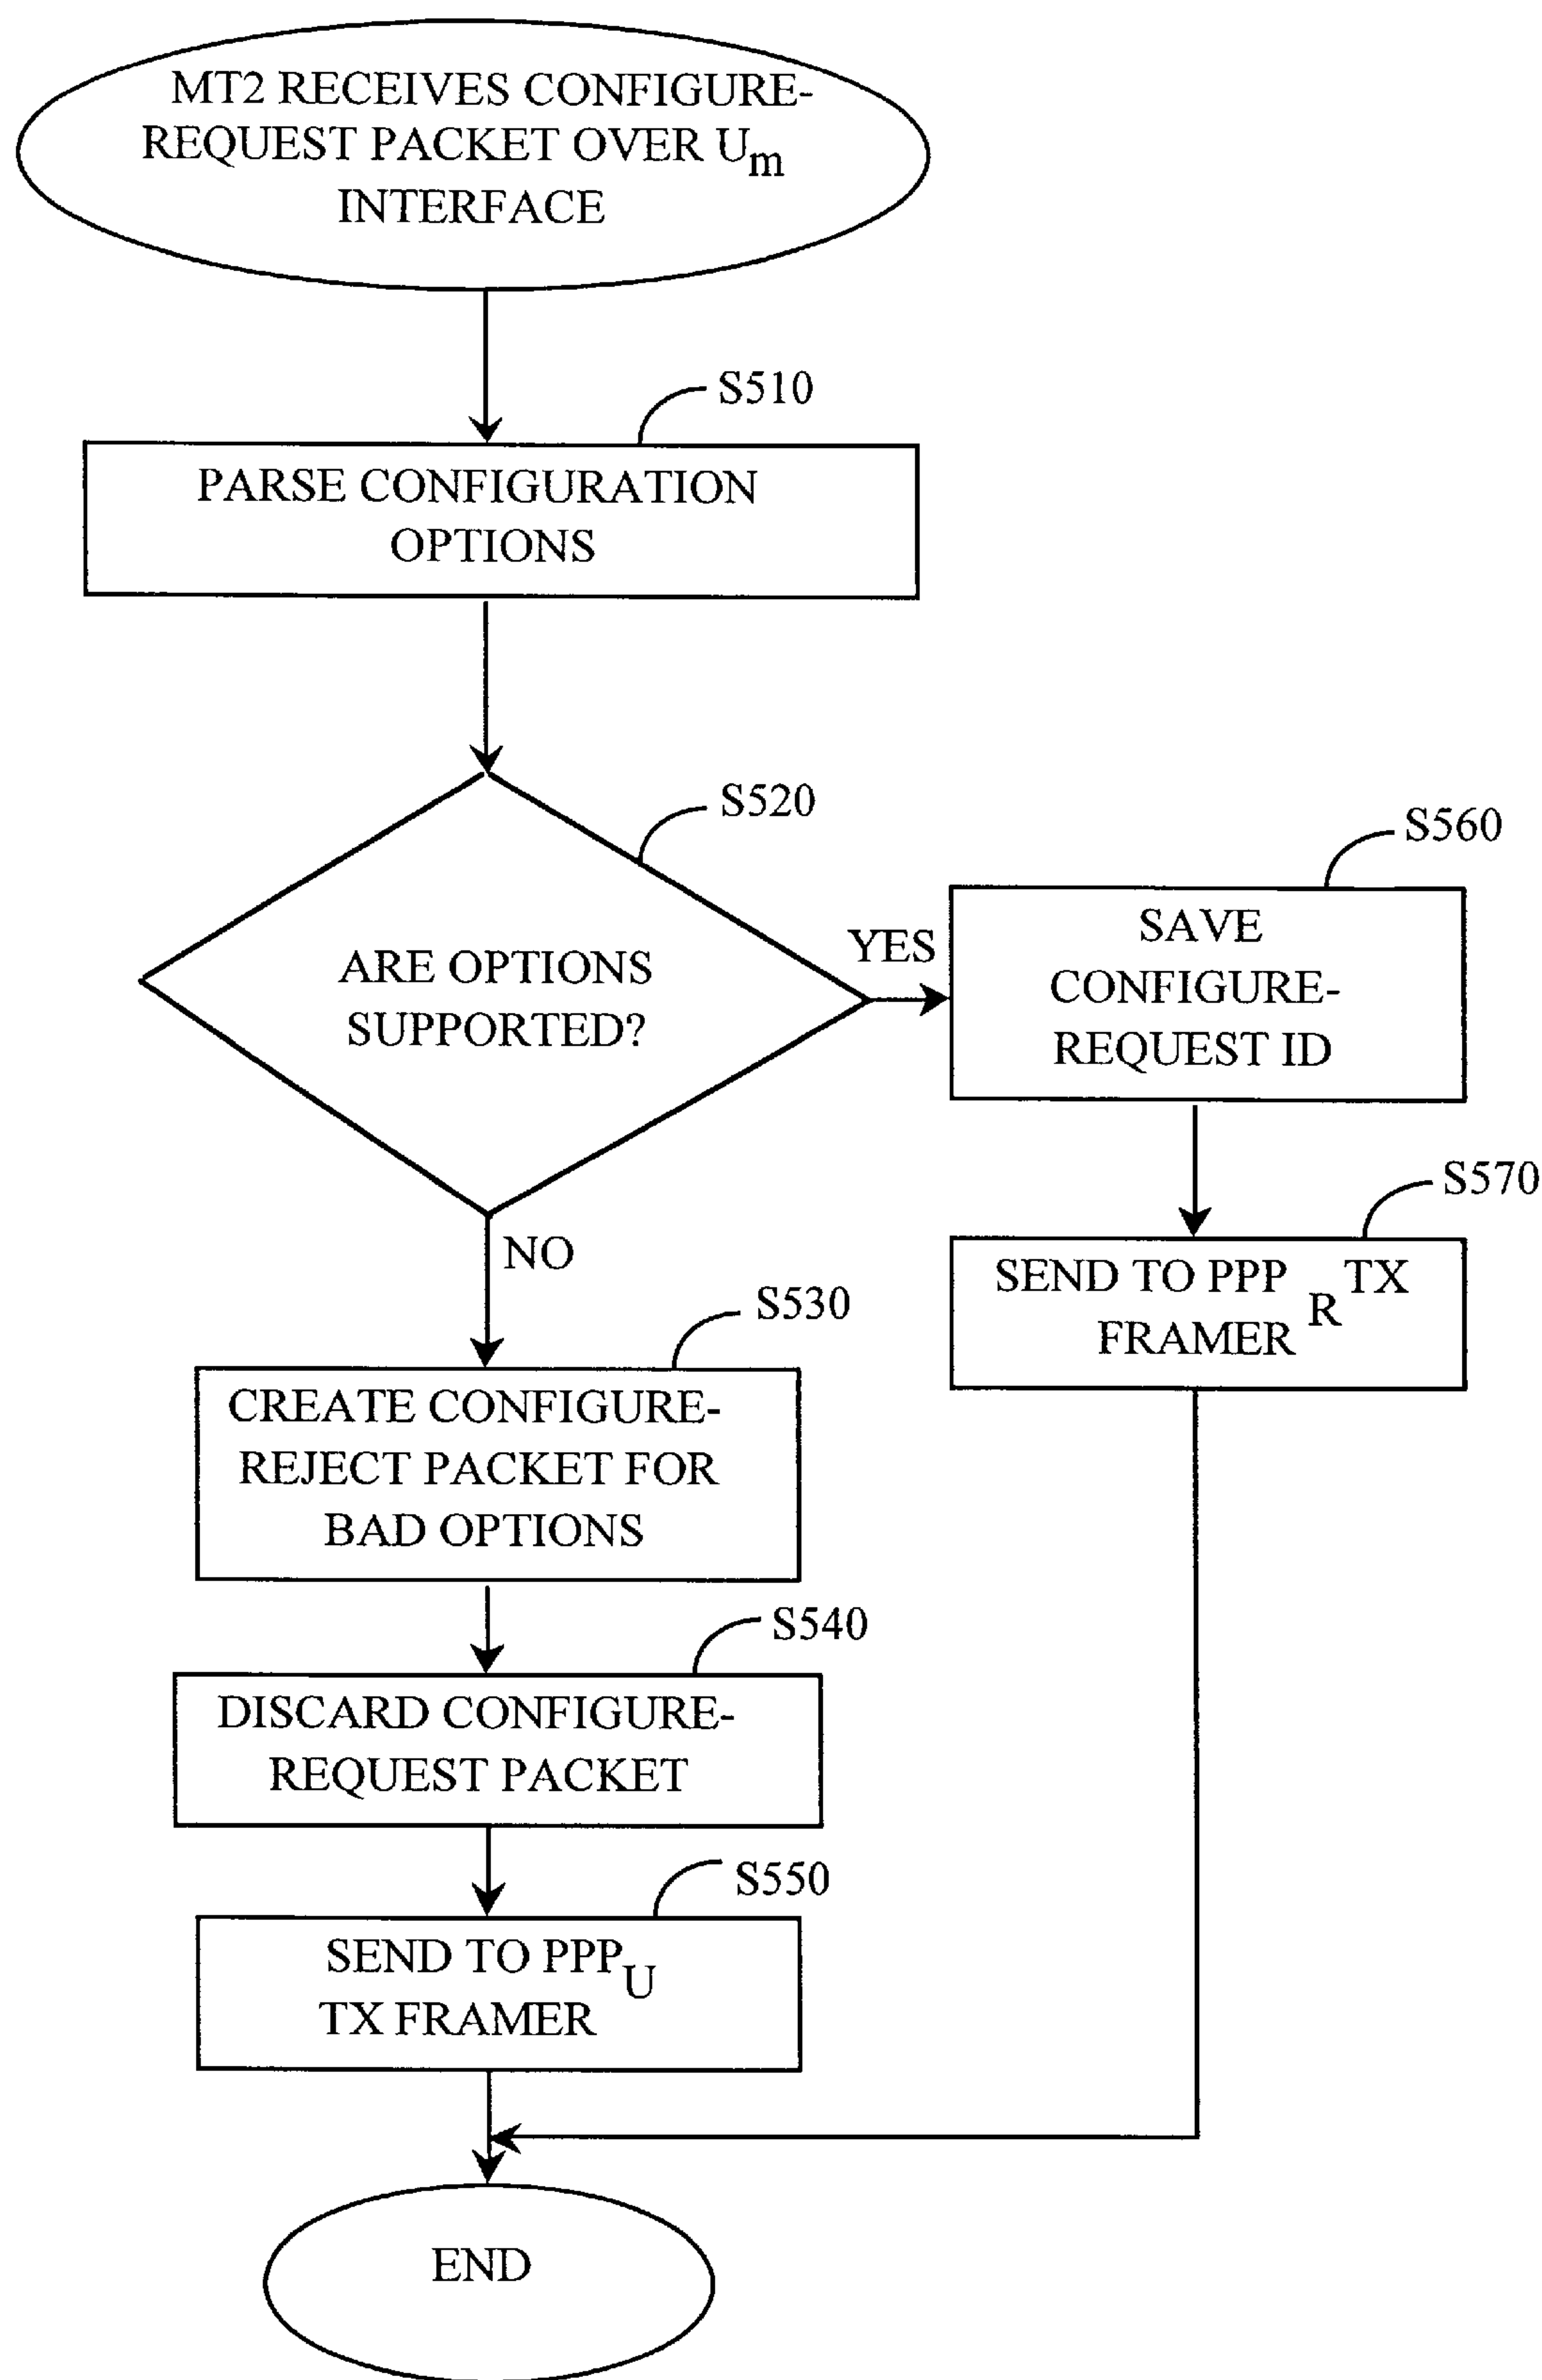 MT2 RECEIVES CONFIGURE-
REQUEST PACKET OVER Um
INTERFACE
S510
PARSE CONFIGURATION
OPTIONS
S520
ARE OPTIONS
SUPPORTED?
YES
S560
SAVE
CONFIGURE-
REQUEST ID
S570
SEND TO PPP R TX
FRAMER
NO
S530
CREATE CONFIGURE-
REJECT PACKET FOR
BAD OPTIONS
S540
DISCARD CONFIGURE-
REQUEST PACKET
S550
SEND TO PPPU
TX FRAMER
END